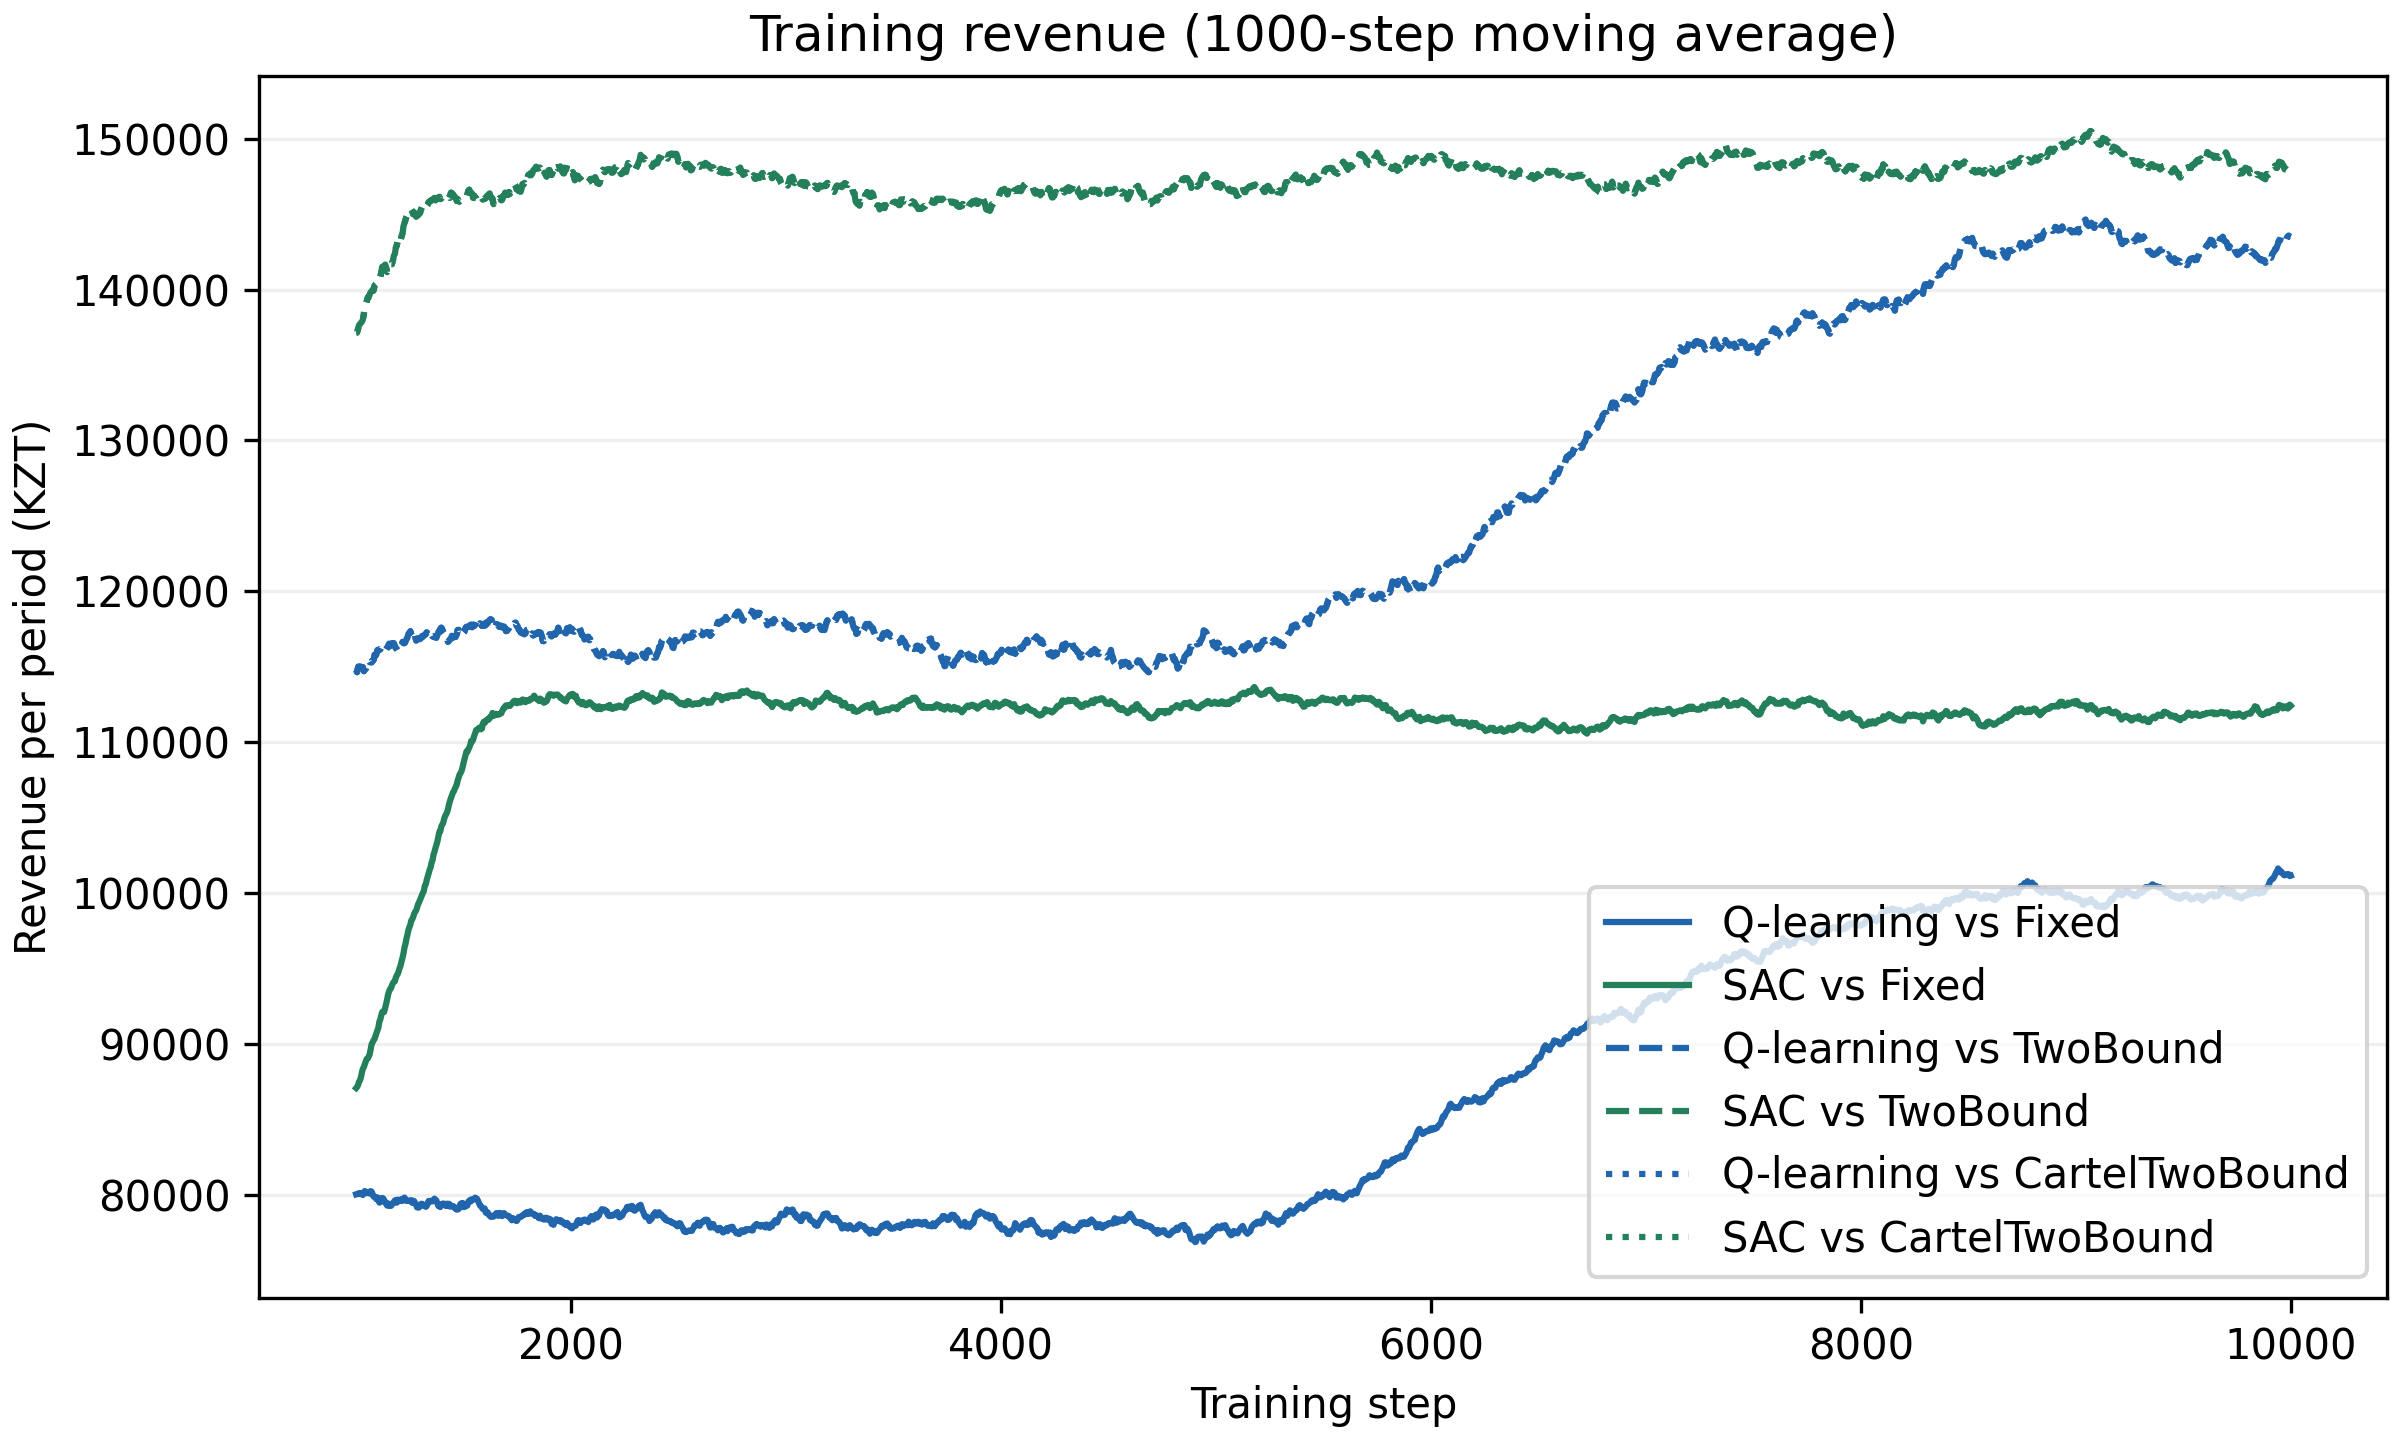 Training revenue (1000-step moving average)
150000
140000
130000
120000
110000
100000
90000
80000
Revenue per period (KZT)
Q-learning vs Fixed
SAC vs Fixed
Q-learning vs TwoBound
SAC vs TwoBound
Q-learning vs CartelTwoBound
SAC vs CartelTwoBound
2000 4000 6000 8000 10000
Training step